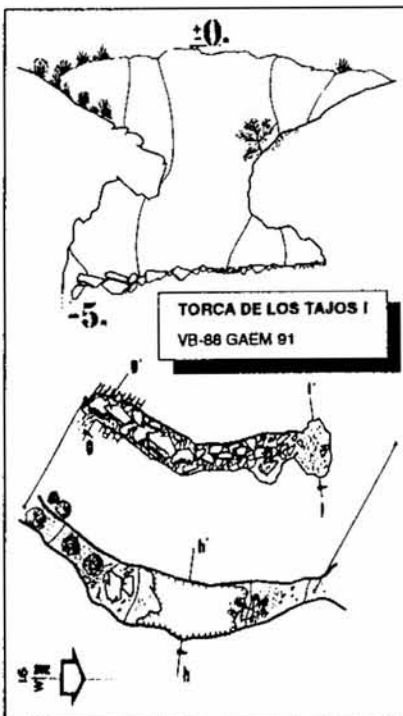 ±0.
-5.
TORCA DE LOS TAJOS I
VB-88 GAEM 91
g'
g
l'
l
h'
h